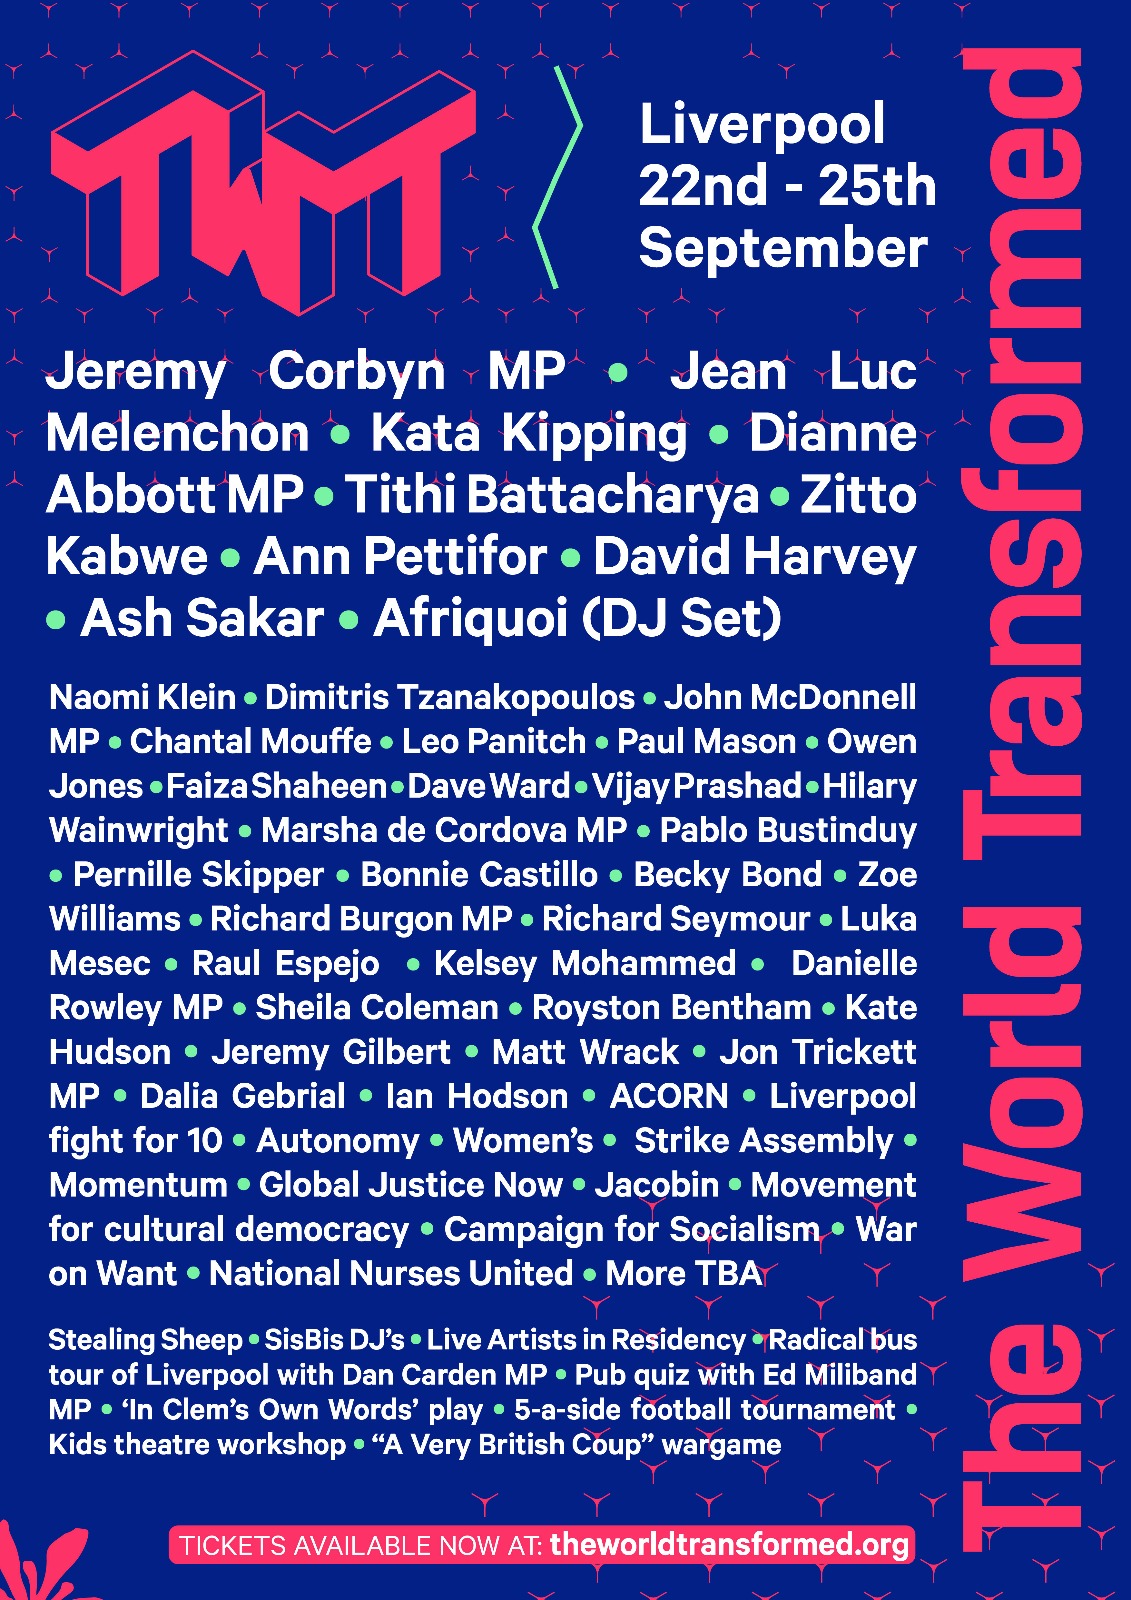 TWT
Liverpool
22nd - 25th
September
Jeremy Corbyn MP • Jean Luc
Melenchon • Kata Kipping • Dianne
Abbott MP • Tithi Battacharya • Zitto
Kabwe • Ann Pettifor • David Harvey
• Ash Sakar • Afriquoi (DJ Set)
Naomi Klein • Dimitris Tzanakopoulos • John McDonnell
MP • Chantal Mouffe • Leo Panitch • Paul Mason • Owen
Jones • Faiza Shaheen • Dave Ward • Vijay Prashad • Hilary
Wainwright • Marsha de Cordova MP • Pablo Bustinduy
• Pernille Skipper • Bonnie Castillo • Becky Bond • Zoe
Williams • Richard Burgon MP • Richard Seymour • Luka
Mesec • Raul Espejo • Kelsey Mohammed • Danielle
Rowley MP • Sheila Coleman • Royston Bentham • Kate
Hudson • Jeremy Gilbert • Matt Wrack • Jon Trickett
MP • Dalia Gebrial • Ian Hodson • ACORN • Liverpool
fight for 10 • Autonomy • Women’s • Strike Assembly •
Momentum • Global Justice Now • Jacobin • Movement
for cultural democracy • Campaign for Socialism • War
on Want • National Nurses United • More TBA
Stealing Sheep • SisBis DJ’s • Live Artists in Residency • Radical bus
tour of Liverpool with Dan Carden MP • Pub quiz with Ed Miliband
MP • ‘In Clem’s Own Words’ play • 5-a-side football tournament •
Kids theatre workshop • “A Very British Coup” wargame
TICKETS AVAILABLE NOW AT: theworldtransformed.org
The World Transformed